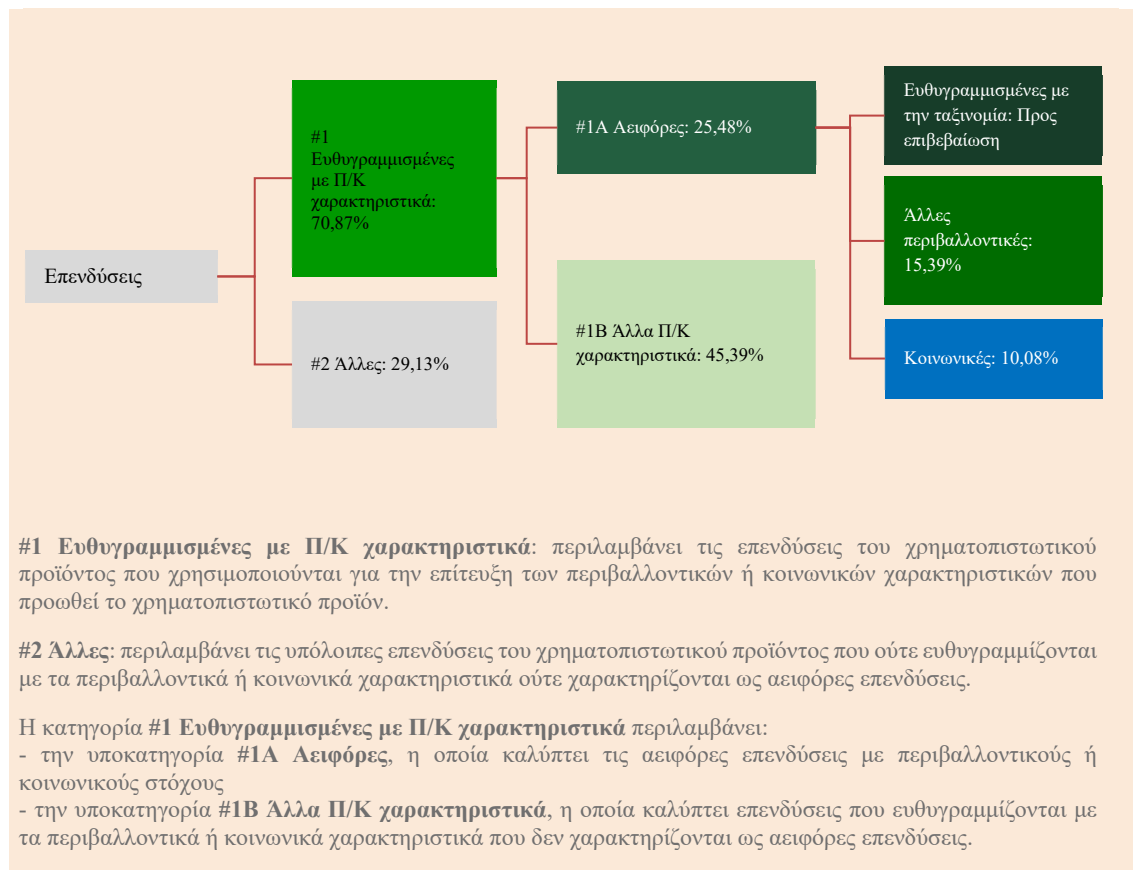 Επενδύσεις
#1
Ευθυγραμμισμένες
με Π/Κ
χαρακτηριστικά:
70,87%
#2 Άλλες: 29,13%
#1Α Αειφόρες: 25,48%
#1Β Άλλα Π/Κ
χαρακτηριστικά: 45,39%
Ευθυγραμμισμένες με
την ταξινομία: Προς
επιβεβαίωση
Άλλες
περιβαλλοντικές:
15,39%
Κοινωνικές: 10,08%
#1 Ευθυγραμμισμένες με Π/Κ χαρακτηριστικά: περιλαμβάνει τις επενδύσεις του χρηματοπιστωτικού
προϊόντος που χρησιμοποιούνται για την επίτευξη των περιβαλλοντικών ή κοινωνικών χαρακτηριστικών που
προωθεί το χρηματοπιστωτικό προϊόν.
#2 Άλλες: περιλαμβάνει τις υπόλοιπες επενδύσεις του χρηματοπιστωτικού προϊόντος που ούτε ευθυγραμμίζονται
με τα περιβαλλοντικά ή κοινωνικά χαρακτηριστικά ούτε χαρακτηρίζονται ως αειφόρες επενδύσεις.
Η κατηγορία #1 Ευθυγραμμισμένες με Π/Κ χαρακτηριστικά περιλαμβάνει:
- την υποκατηγορία #1Α Αειφόρες, η οποία καλύπτει τις αειφόρες επενδύσεις με περιβαλλοντικούς ή
κοινωνικούς στόχους
- την υποκατηγορία #1Β Άλλα Π/Κ χαρακτηριστικά, η οποία καλύπτει επενδύσεις που ευθυγραμμίζονται με
τα περιβαλλοντικά ή κοινωνικά χαρακτηριστικά που δεν χαρακτηρίζονται ως αειφόρες επενδύσεις.